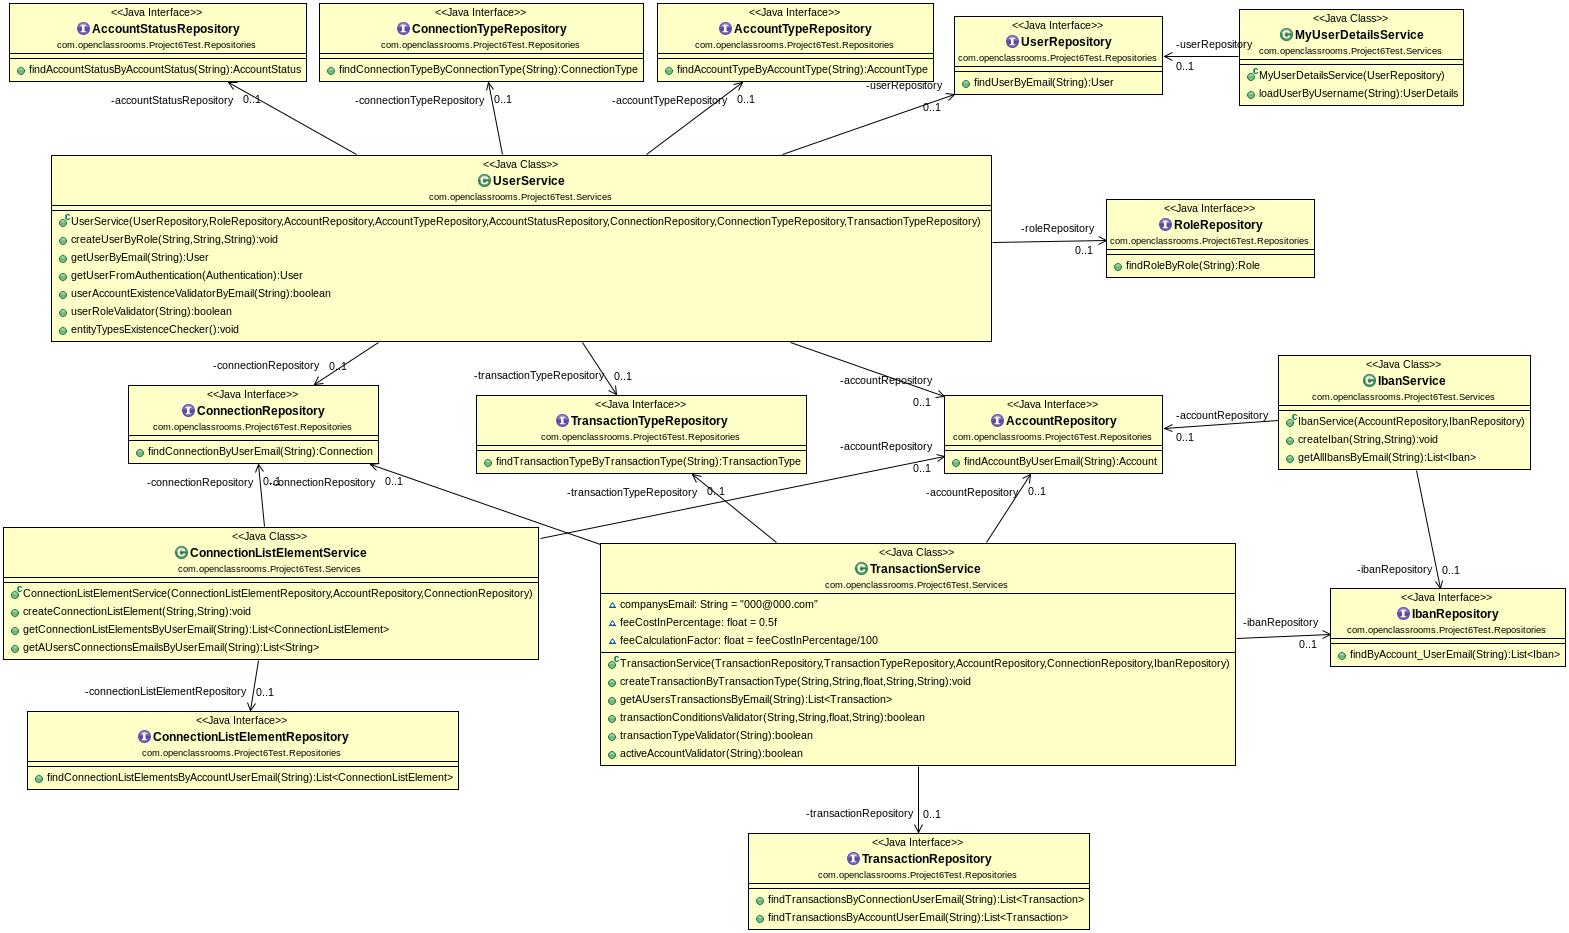 <<Java Interface>>
AccountStatusRepository
com.openclassrooms.Project6Test.Repositories
findAccountStatusByAccountStatus(String):AccountStatus
<<Java Interface>>
ConnectionTypeRepository
com.openclassrooms.Project6Test.Repositories
findConnectionTypeByConnectionType(String):ConnectionType
<<Java Interface>>
AccountTypeRepository
com.openclassrooms.Project6Test.Repositories
findAccountTypeByAccountType(String):AccountType
<<Java Interface>>
UserRepository
com.openclassrooms.Project6Test.Repositories
findUserByEmail(String):User
-userRepository
0..1
<<Java Class>>
MyUserDetailsService
com.openclassrooms.Project6Test.Services
MyUserDetailsService(UserRepository)
loadUserByUsername(String):UserDetails
-accountStatusRepository
0..1
-connectionTypeRepository
0..1
-accountTypeRepository
0..1
-userRepository
0..1
<<Java Class>>
UserService
com.openclassrooms.Project6Test.Services
UserService(UserRepository,RoleRepository,AccountRepository,AccountTypeRepository,AccountStatusRepository,ConnectionRepository,ConnectionTypeRepository,TransactionTypeRepository)
createUserByRole(String,String,String):void
getUserByEmail(String):User
getUserFromAuthentication(Authentication):User
userAccountExistenceValidatorByEmail(String):boolean
userRoleValidator(String):boolean
entityTypesExistenceChecker():void
-roleRepository
0..1
<<Java Interface>>
RoleRepository
com.openclassrooms.Project6Test.Repositories
findRoleByRole(String):Role
-connectionRepository
0..1
-transactionTypeRepository
0..1
-accountRepository
0..1
<<Java Interface>>
ConnectionRepository
com.openclassrooms.Project6Test.Repositories
findConnectionByUserEmail(String):Connection
<<Java Interface>>
TransactionTypeRepository
com.openclassrooms.Project6Test.Repositories
findTransactionTypeByTransactionType(String):TransactionType
<<Java Interface>>
AccountRepository
com.openclassrooms.Project6Test.Repositories
findAccountByUserEmail(String):Account
-accountRepository
0..1
<<Java Class>>
IbanService
com.openclassrooms.Project6Test.Services
IbanService(AccountRepository,IbanRepository)
createIban(String,String):void
getAllIbansByEmail(String):List<Iban>
-accountRepository
0..1
-connectionRepository
0..1
-connectionRepository
0..1
-transactionTypeRepository
0..1
-accountRepository
0..1
<<Java Class>>
ConnectionListElementService
com.openclassrooms.Project6Test.Services
ConnectionListElementService(ConnectionListElementRepository,AccountRepository,ConnectionRepository)
createConnectionListElement(String,String):void
getConnectionListElementsByUserEmail(String):List<ConnectionListElement>
getAUsersConnectionsEmailsByUserEmail(String):List<String>
<<Java Class>>
TransactionService
com.openclassrooms.Project6Test.Services
companysEmail: String = "000@000.com"
feeCostInPercentage: float = 0.5f
feeCalculationFactor: float = feeCostInPercentage/100
TransactionService(TransactionRepository,TransactionTypeRepository,AccountRepository,ConnectionRepository,IbanRepository)
createTransactionByTransactionType(String,String,float,String,String):void
getAUsersTransactionsByEmail(String):List<Transaction>
transactionConditionsValidator(String,String,float,String):boolean
transactionTypeValidator(String):boolean
activeAccountValidator(String):boolean
-ibanRepository
0..1
-ibanRepository
0..1
<<Java Interface>>
IbanRepository
com.openclassrooms.Project6Test.Repositories
findByAccount_UserEmail(String):List<Iban>
-connectionListElementRepository
0..1
<<Java Interface>>
ConnectionListElementRepository
com.openclassrooms.Project6Test.Repositories
findConnectionListElementsByAccountUserEmail(String):List<ConnectionListElement>
-transactionRepository
0..1
<<Java Interface>>
TransactionRepository
com.openclassrooms.Project6Test.Repositories
findTransactionsByConnectionUserEmail(String):List<Transaction>
findTransactionsByAccountUserEmail(String):List<Transaction>